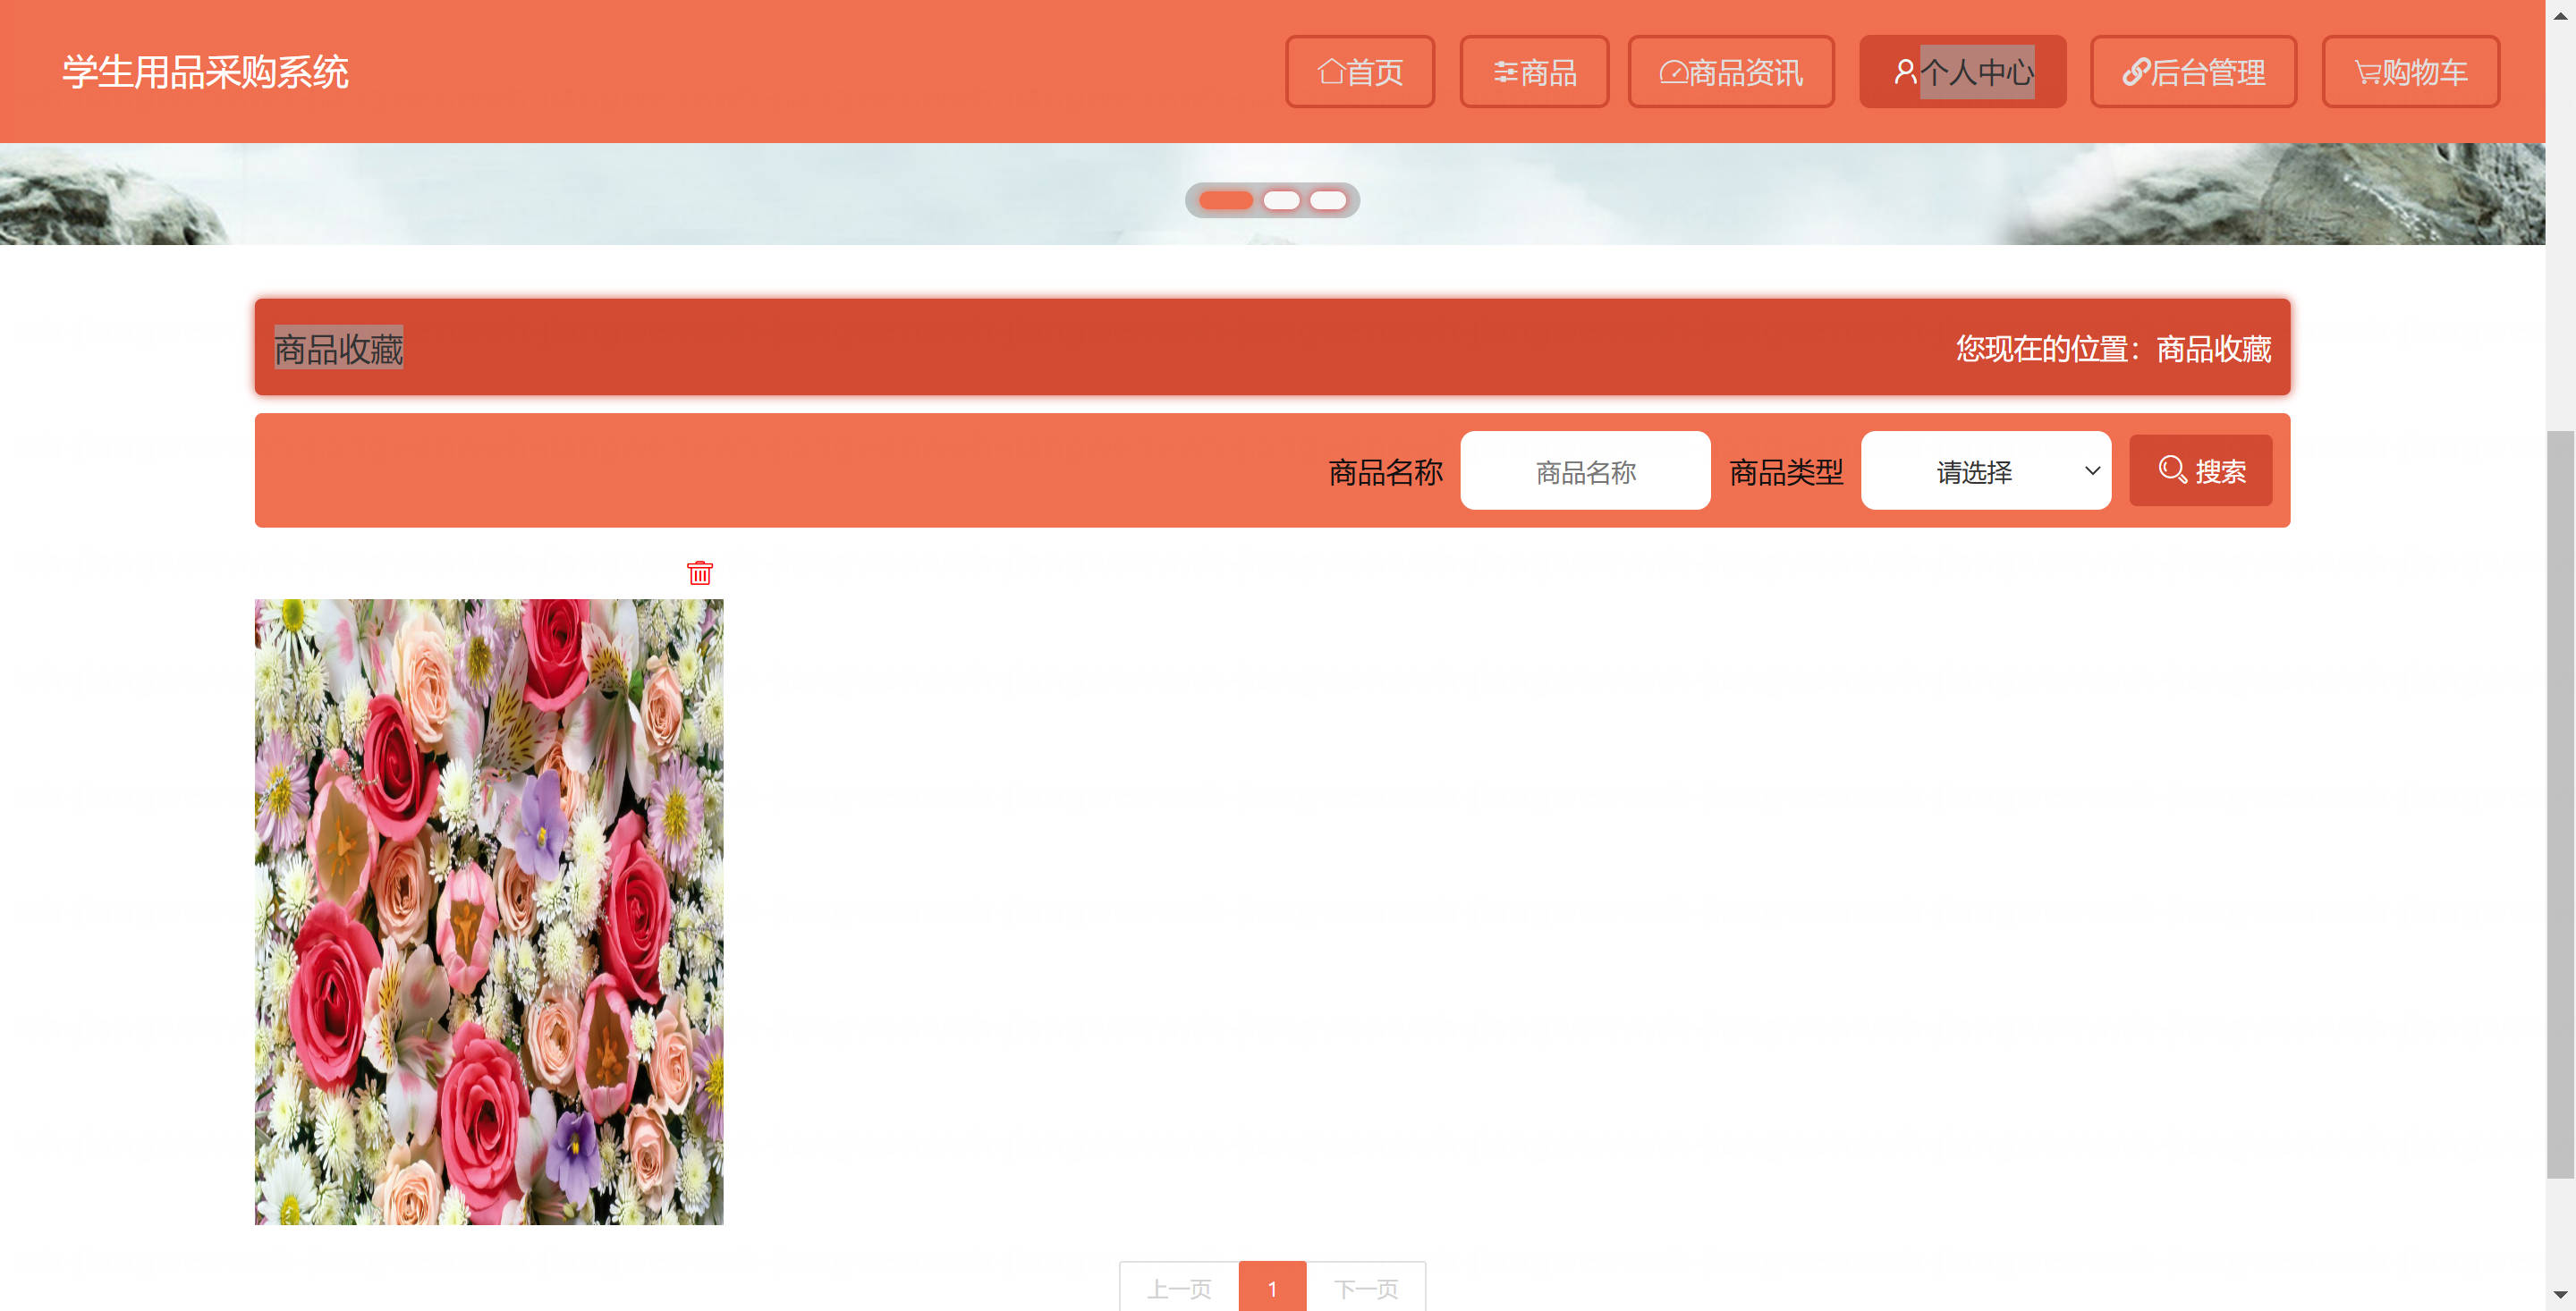 学生用品采购系统
首页
商品
商品资讯
个人中心
后台管理
购物车
商品收藏
您现在的位置：商品收藏
商品名称
商品名称
商品类型
请选择
搜索
上一页
1
下一页